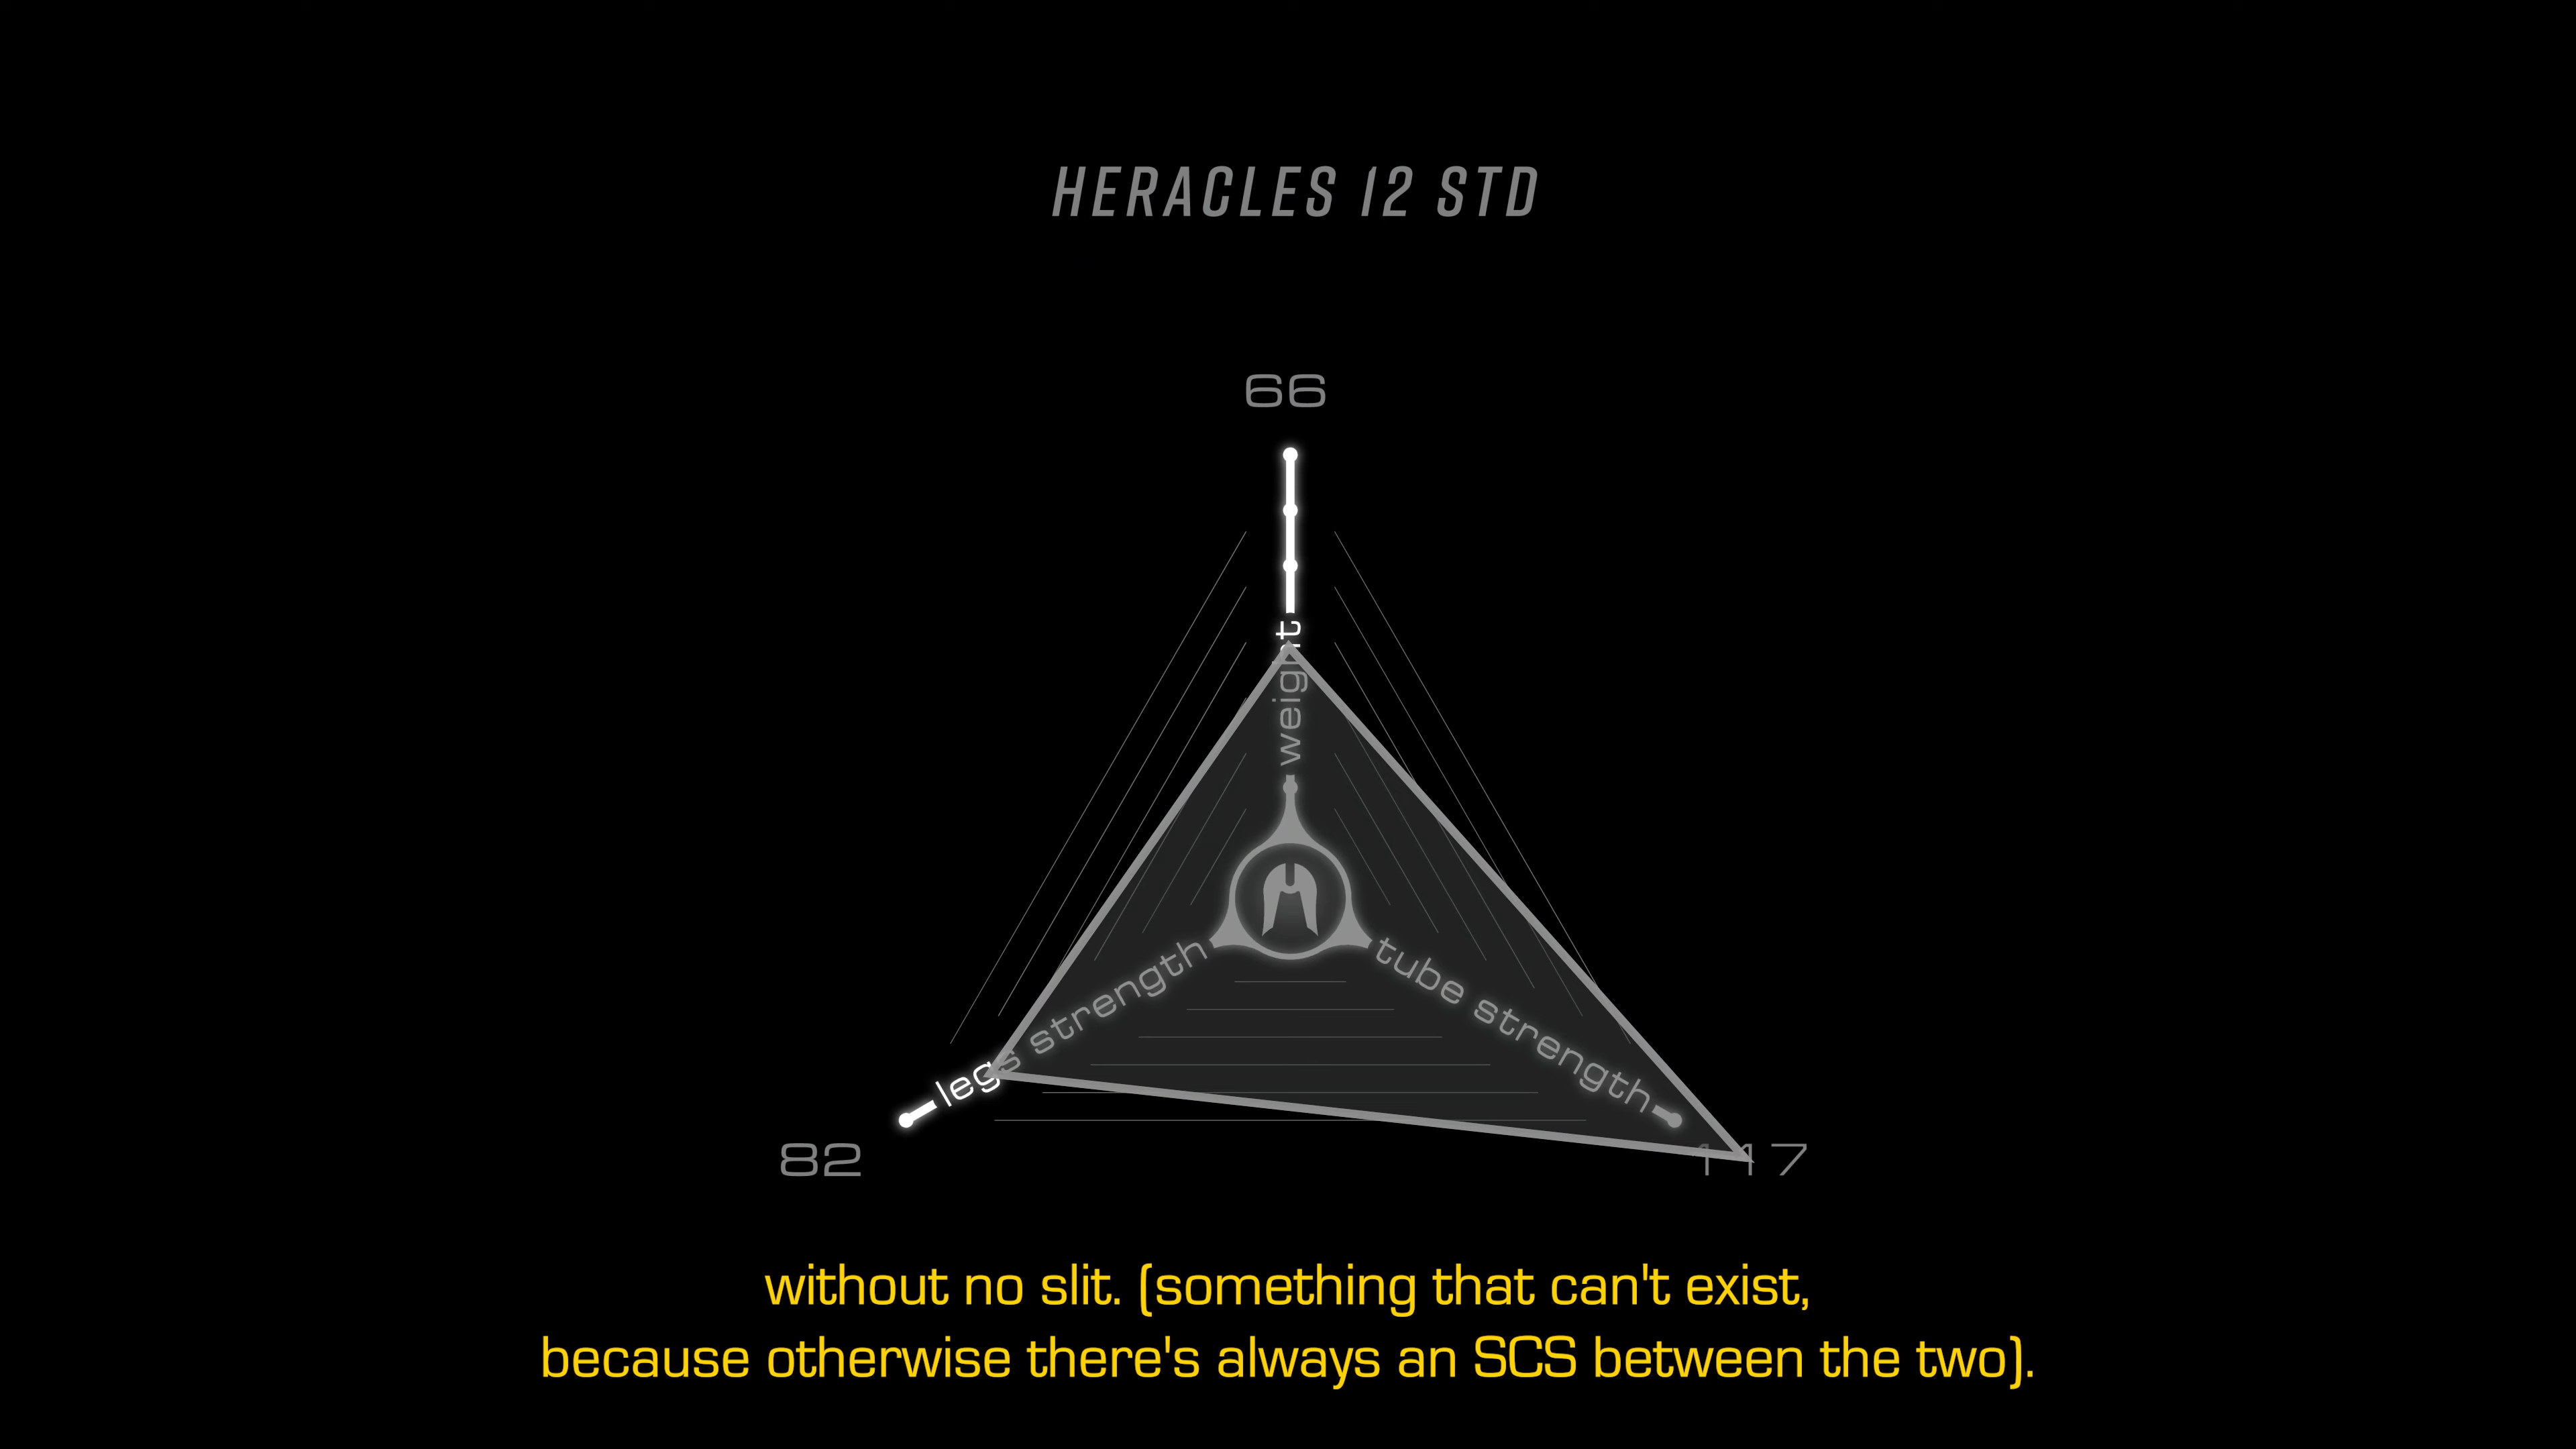 HERACLES 12 STD
66
weight
legs strength
tube strength
82
117
without no slit. (something that can't exist,
because otherwise there's always an SCS between the two).